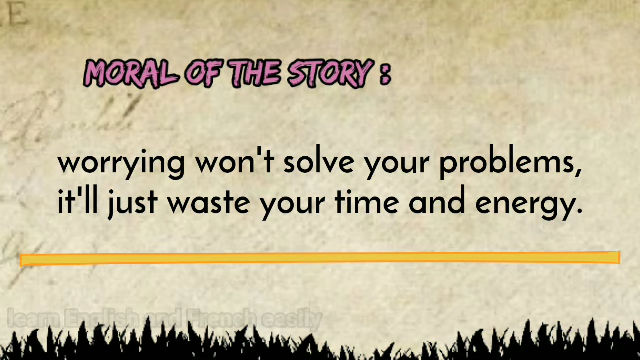 MORAL OF THE STORY :
worrying won't solve your problems,
it'll just waste your time and energy.
learn English and French easily